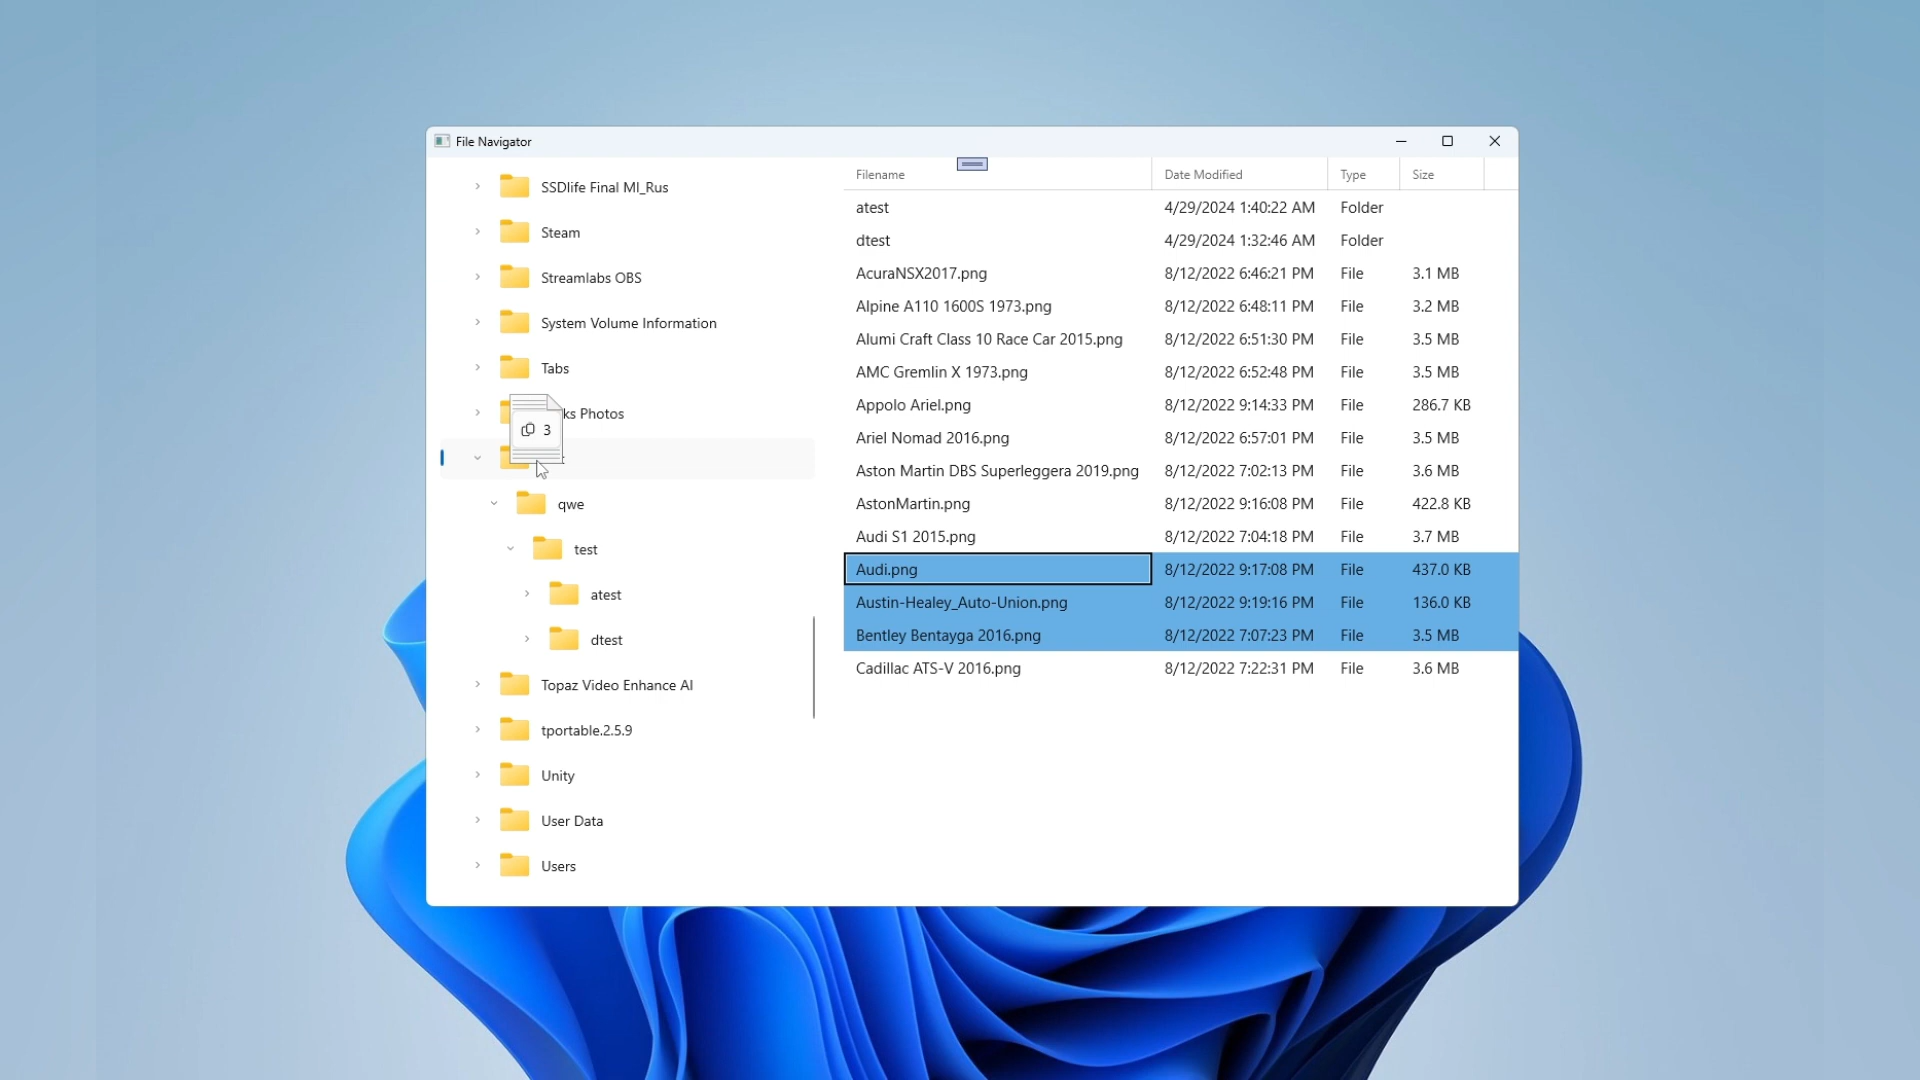 File Navigator
SSDlife Final MI_Rus
Steam
Streamlabs OBS
System Volume Information
Tabs
ks Photos
3
qwe
test
atest
dtest
Topaz Video Enhance AI
tportable.2.5.9
Unity
User Data
Users
Filename Date Modified Type Size
atest 4/29/2024 1:40:22 AM Folder
dtest 4/29/2024 1:32:46 AM Folder
AcuraNSX2017.png 8/12/2022 6:46:21 PM File 3.1 MB
Alpine A110 1600S 1973.png 8/12/2022 6:48:11 PM File 3.2 MB
Alumi Craft Class 10 Race Car 2015.png 8/12/2022 6:51:30 PM File 3.5 MB
AMC Gremlin X 1973.png 8/12/2022 6:52:48 PM File 3.5 MB
Appolo Ariel.png 8/12/2022 9:14:33 PM File 286.7 KB
Ariel Nomad 2016.png 8/12/2022 6:57:01 PM File 3.5 MB
Aston Martin DBS Superleggera 2019.png 8/12/2022 7:02:13 PM File 3.6 MB
AstonMartin.png 8/12/2022 9:16:08 PM File 422.8 KB
Audi S1 2015.png 8/12/2022 7:04:18 PM File 3.7 MB
Audi.png 8/12/2022 9:17:08 PM File 437.0 KB
Austin-Healey_Auto-Union.png 8/12/2022 9:19:16 PM File 136.0 KB
Bentley Bentayga 2016.png 8/12/2022 7:07:23 PM File 3.5 MB
Cadillac ATS-V 2016.png 8/12/2022 7:22:31 PM File 3.6 MB